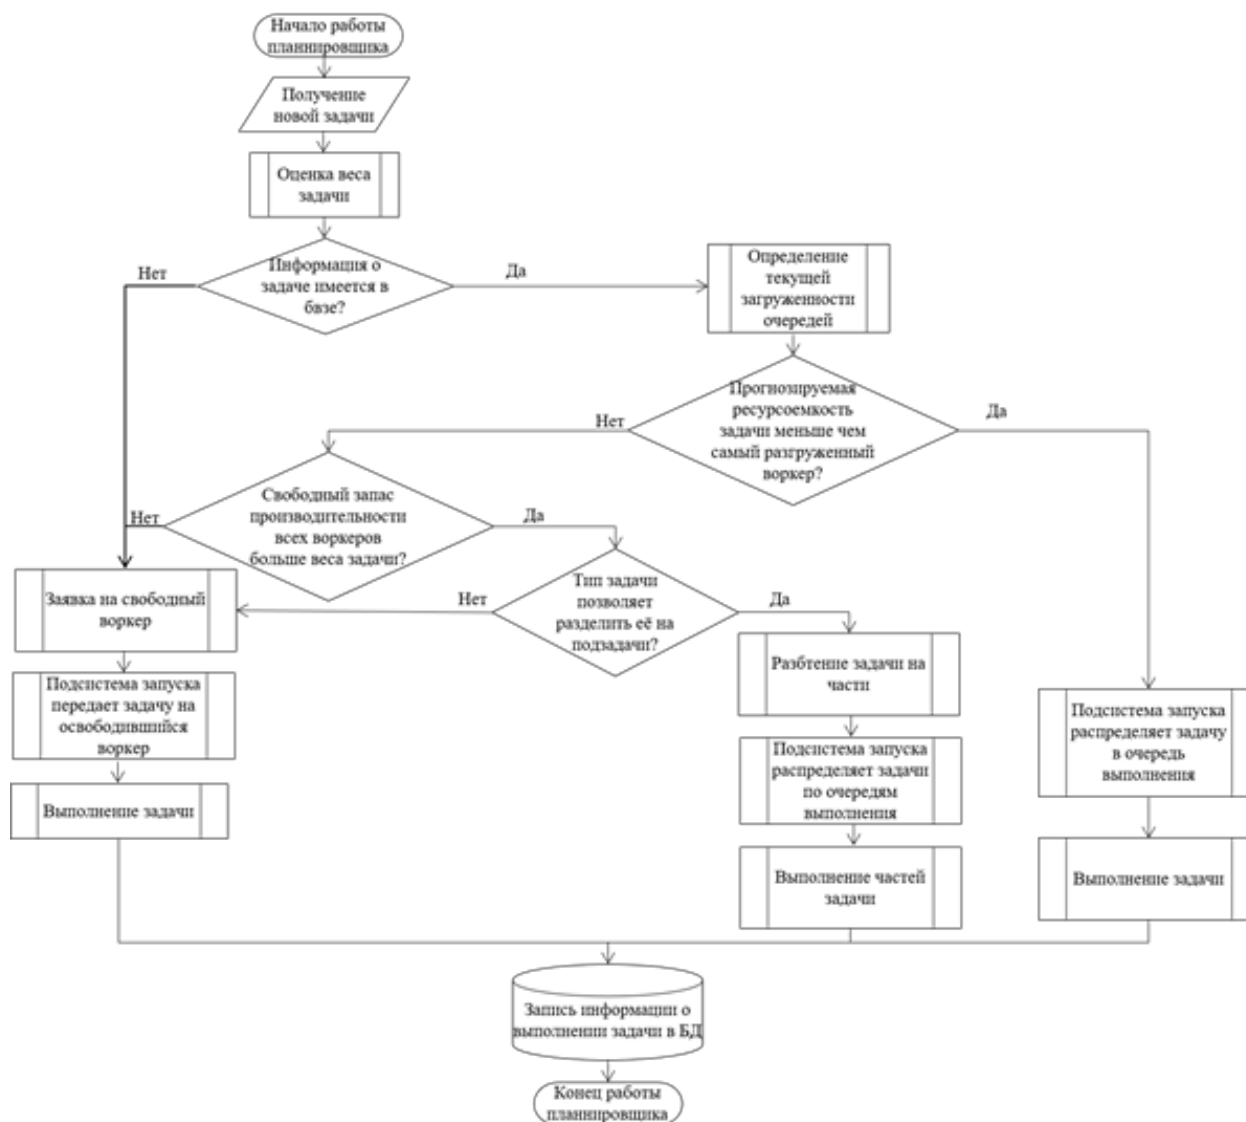 Начало работы
планнировщика
Получение
новой задачи
Оценка веса
задачи
Информация о
задаче имеется в
бвзе?
Нет
Да
Определение
текущей
загруженности
очередей
Прогнозируемая
ресурсоемкость
задачи меньше чем
самый разгруженный
воркер?
Нет
Да
Свободный запас
производительности
всех воркеров
больше веса задачи?
Нет
Да
Тип задачи
позволяет
разделить её на
подзадачи?
Нет
Да
Заявка на свободный
воркер
Подсистема запуска
передает задачу на
освободившийся
воркер
Выполнение задачи
Разбтение задачи на
части
Подсистема запуска
распределяет задачи
по очередям
выполнения
Выполнение частей
задачи
Подсистема запуска
распределяет задачу
в очередь
выполнения
Выполнение задачи
Запись информации о
выполнении задачи в БД
Конец работы
планнировщика